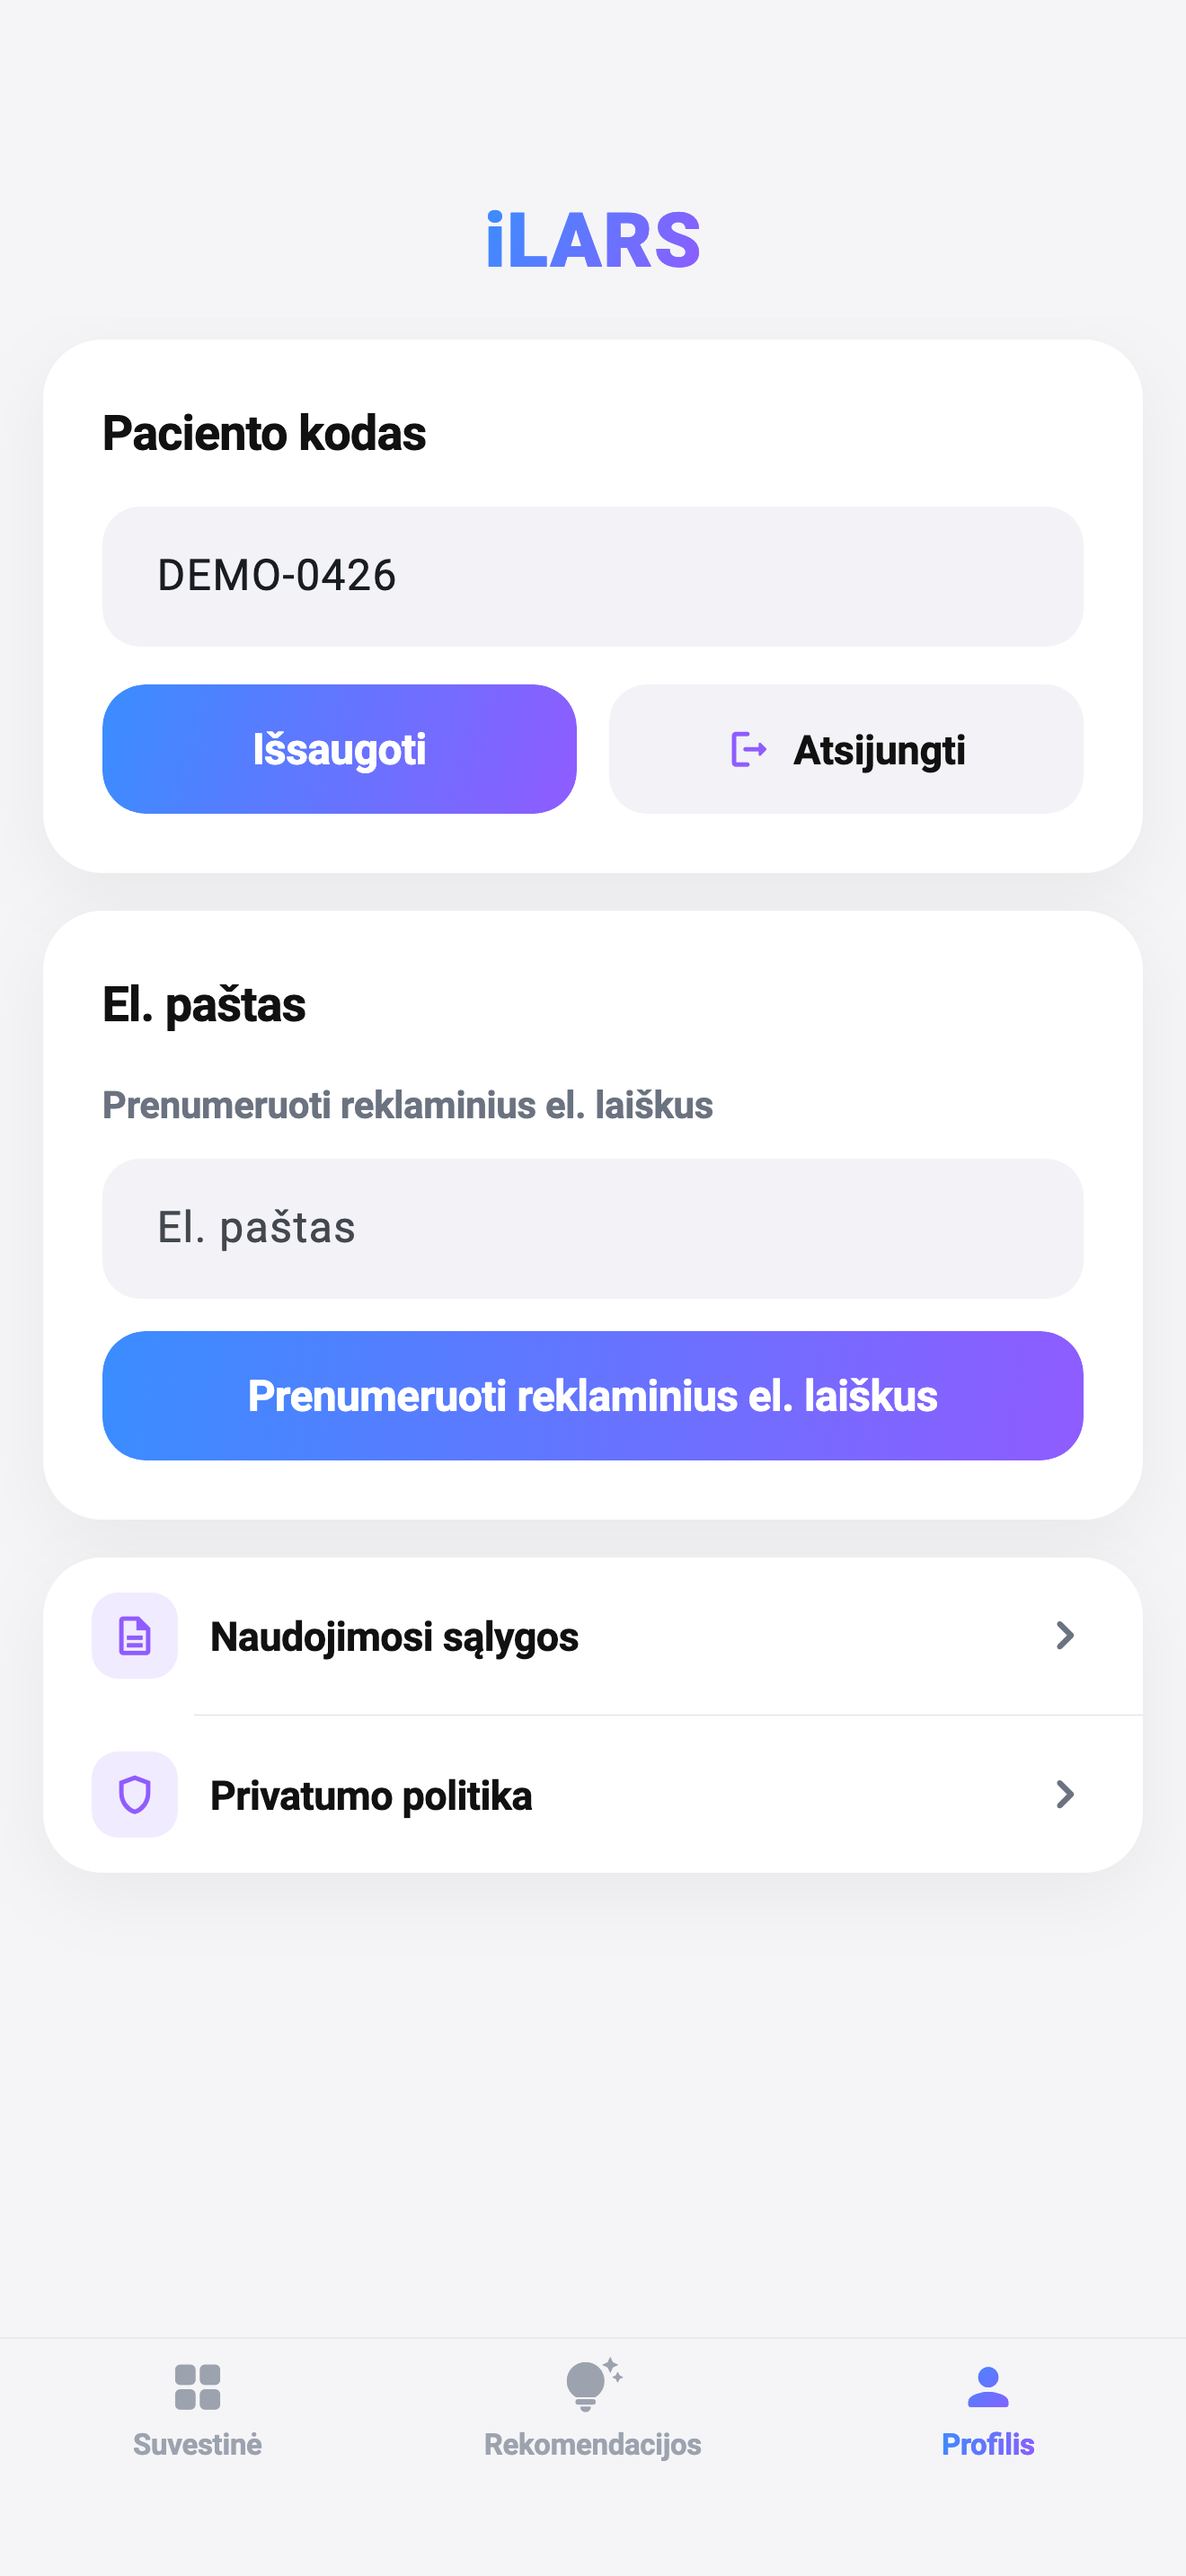 iLARS
Paciento kodas
DEMO-0426
Išsaugoti
Atsijungti
El. paštas
Prenumeruoti reklaminius el. laiškus
El. paštas
Prenumeruoti reklaminius el. laiškus
Naudojimosi sąlygos
Privatumo politika
Suvestinė
Rekomendacijos
Profilis